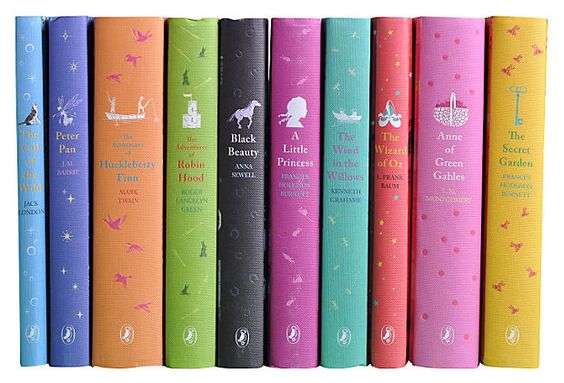 The
Call of
the
Wild
JACK
LONDON
Peter
Pan
J.M.
BARRIE
The
Adventures
of
Huckleberry
Finn
MARK
TWAIN
The
Adventures of
Robin
Hood
ROGER
LANCELYN
GREEN
Black
Beauty
ANNA
SEWELL
A
Little
Princess
FRANCES
HODGSON
BURNETT
The
Wind
in the
Willows
KENNETH
GRAHAME
The
Wizard
of Oz
L. FRANK
BAUM
Anne
of
Green
Gables
L. M.
MONTGOMERY
The
Secret
Garden
FRANCES
HODGSON
BURNETT